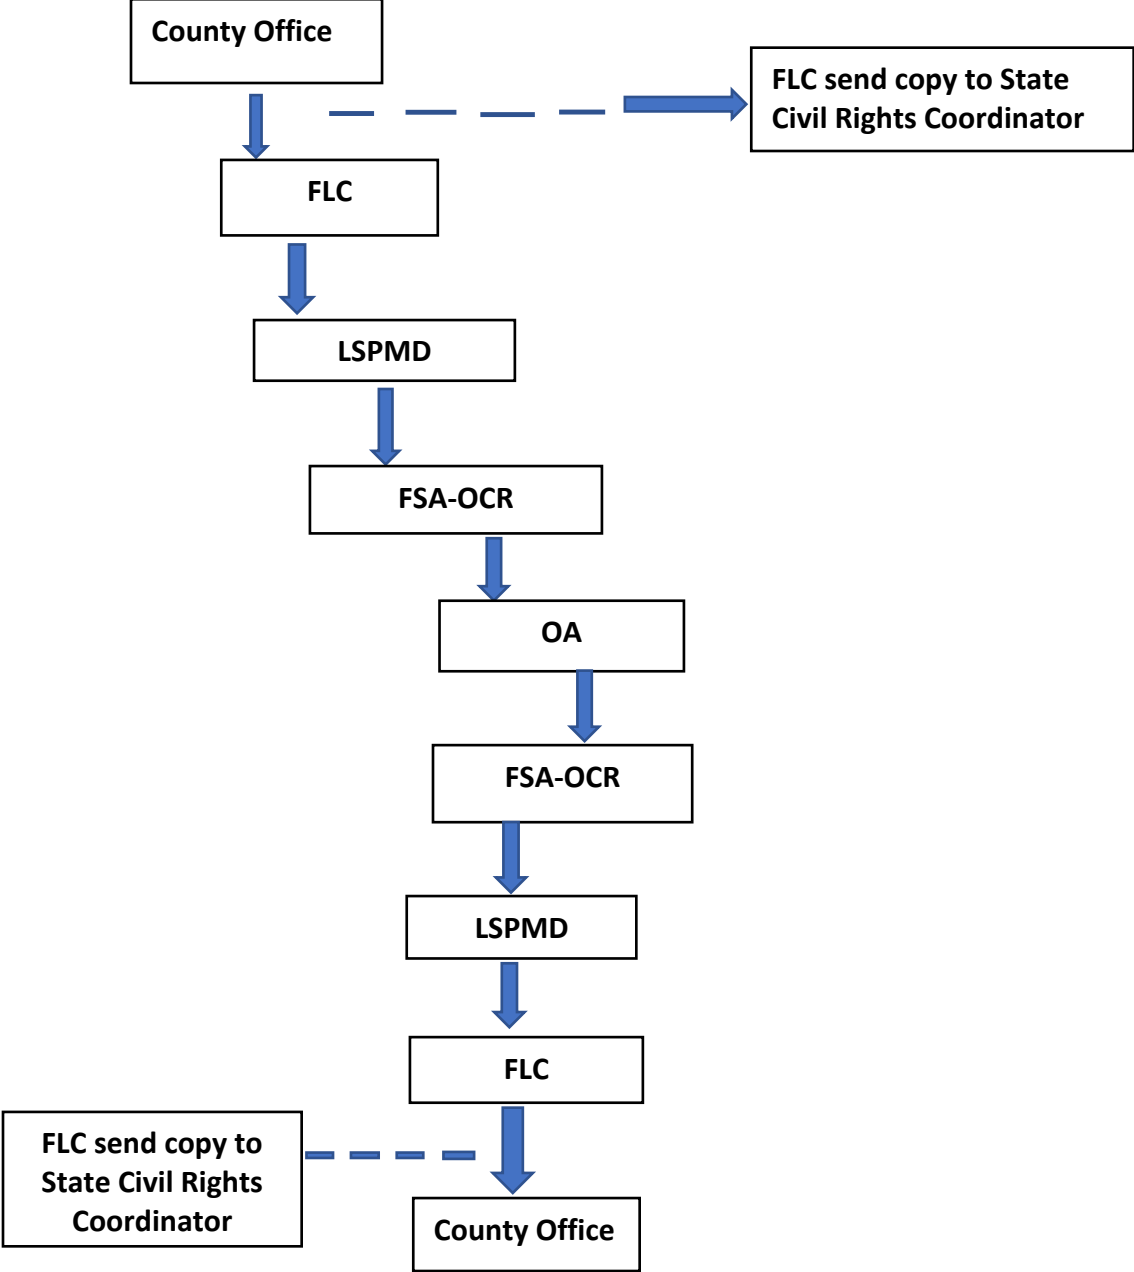 County Office
FLC send copy to State
Civil Rights Coordinator
FLC
LSPMD
FSA-OCR
OA
FSA-OCR
LSPMD
FLC
FLC send copy to
State Civil Rights
Coordinator
County Office